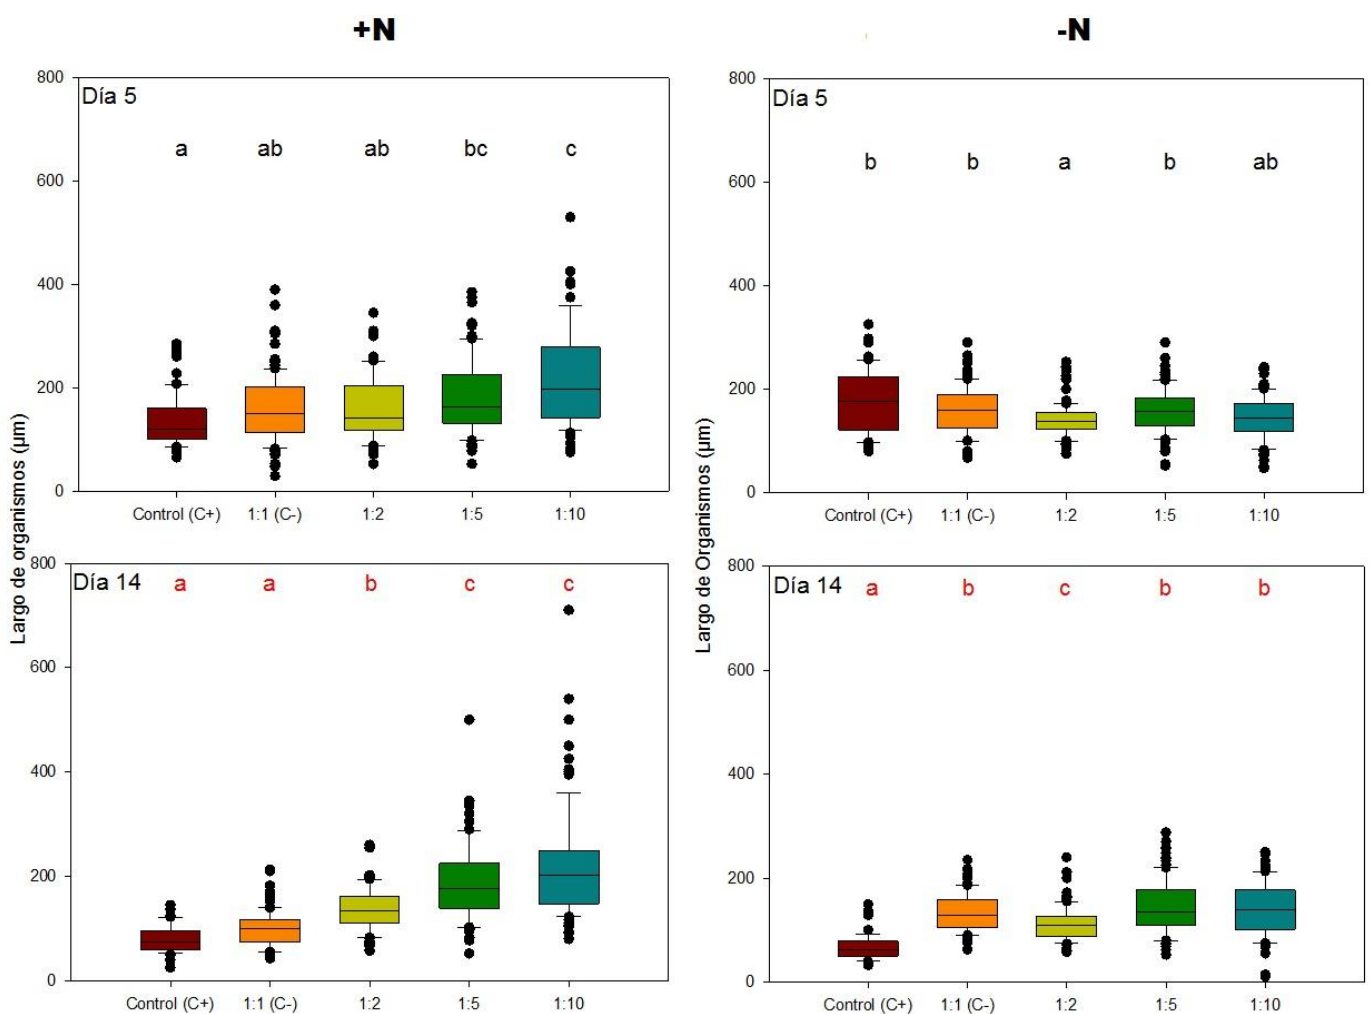 +N
-N
Largo de organismos (µm)
800
600
400
200
0
Día 5
a ab ab bc c
Control (C+) 1:1 (C-) 1:2 1:5 1:10
Largo de Organismos (µm)
800
600
400
200
0
Día 5
b b a b ab
Control (C+) 1:1 (C-) 1:2 1:5 1:10
800
600
400
200
0
Día 14
a a b c c
Control (C+) 1:1 (C-) 1:2 1:5 1:10
800
600
400
200
0
Día 14
a b c b b
Control (C+) 1:1 (C-) 1:2 1:5 1:10